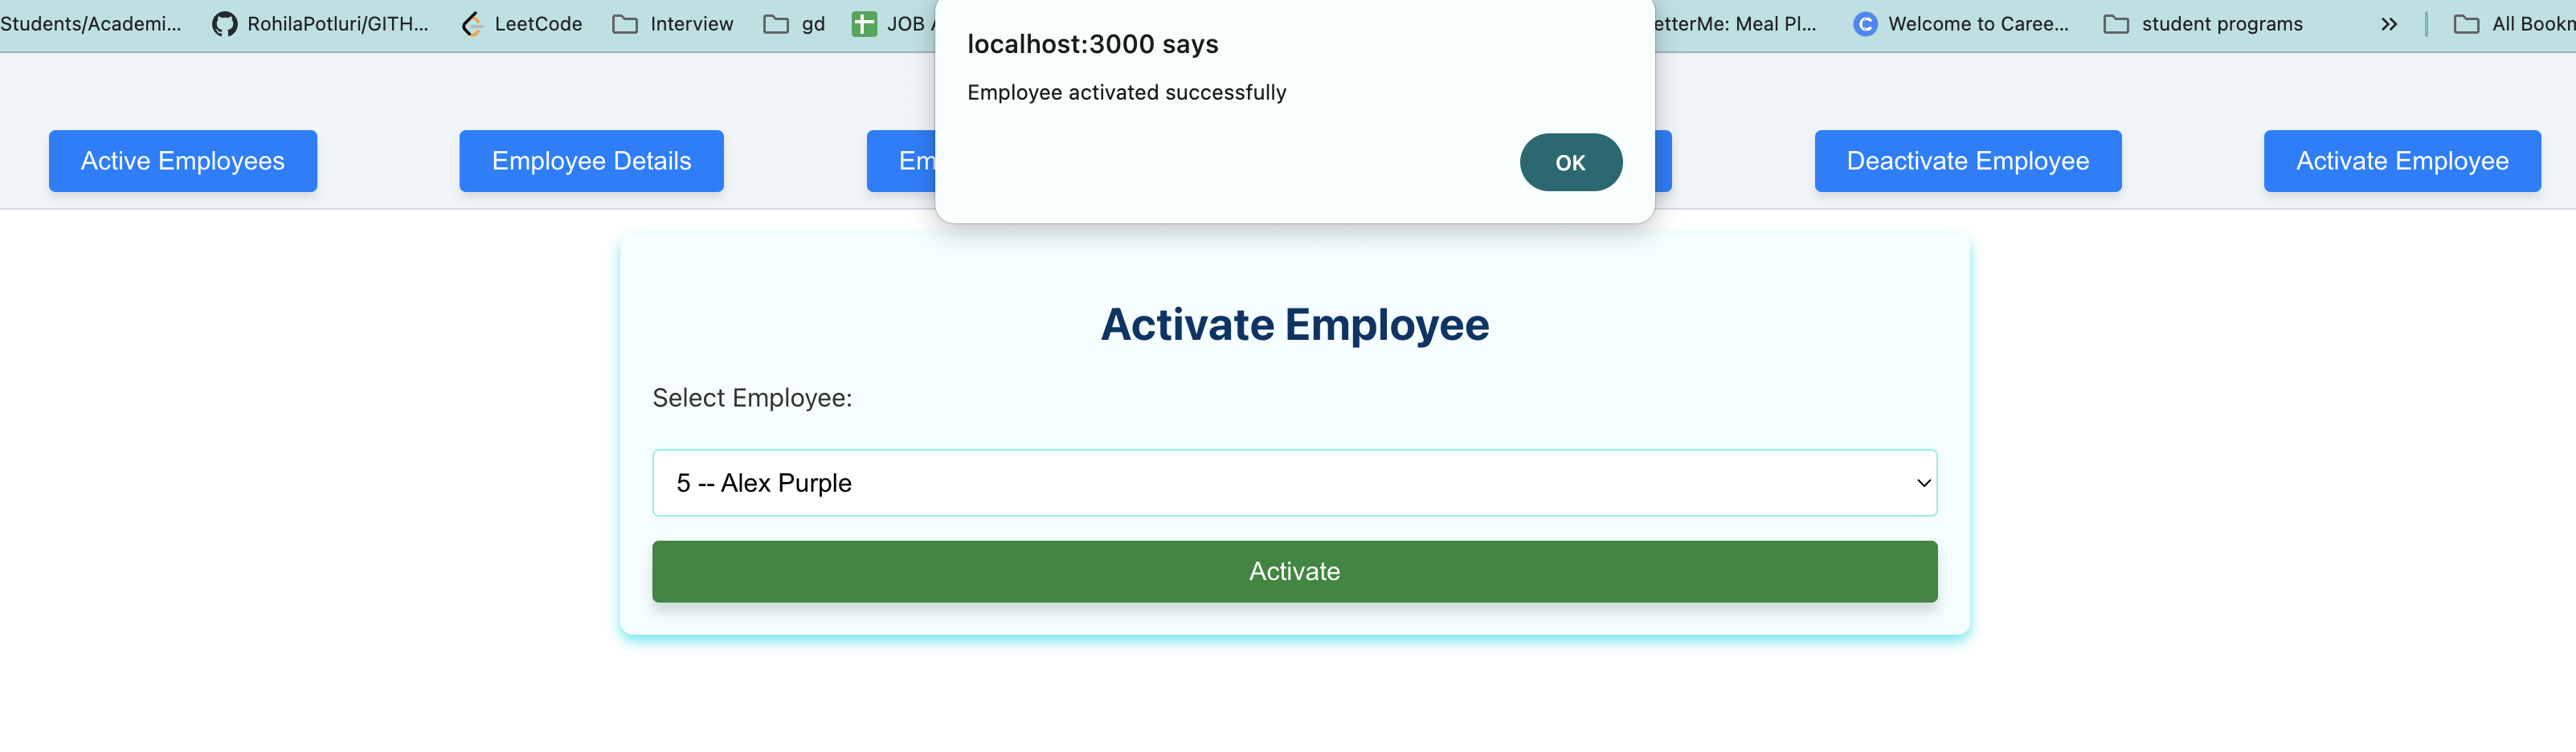 Students/Academi... RohilaPotluri/GITH... LeetCode Interview gd JOB etterMe: Meal Pl... Welcome to Caree... student programs » All Bookn
localhost:3000 says
Employee activated successfully
OK
Active Employees Employee Details Em Deactivate Employee Activate Employee
Activate Employee
Select Employee:
5 -- Alex Purple
Activate